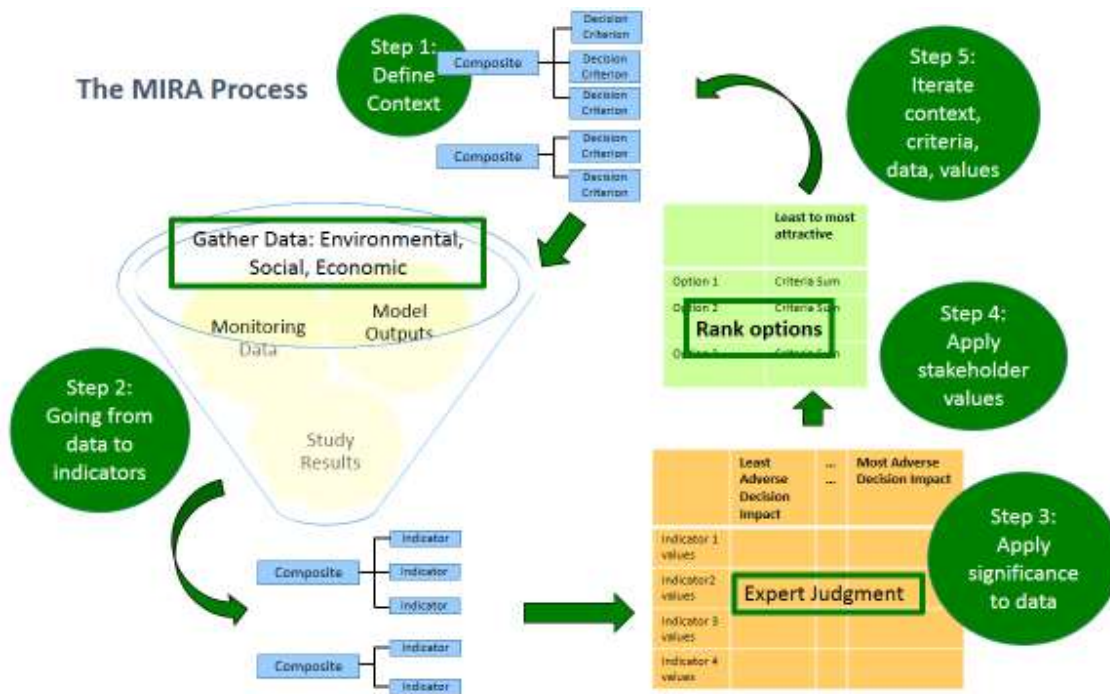 The MIRA Process
Step 1:
Define
Context
Composite
Decision
Criterion
Decision
Criterion
Decision
Criterion
Composite
Decision
Criterion
Decision
Criterion
Gather Data: Environmental,
Social, Economic
Monitoring
Data
Model
Outputs
Study
Results
Step 2:
Going from
data to
indicators
Composite
Indicator
Indicator
Indicator
Composite
Indicator
Indicator
Least
Adverse
Decision
Impact
...
...
Most Adverse
Decision Impact
Indicator 1
values
Indicator2
values
Indicator 3
values
Indicator 4
values
Expert Judgment
Step 3:
Apply
significance
to data
Least to most
attractive
Option 1
Criteria Sum
Option 2
Criteria Sum
Rank options
Criteria Sum
Step 4:
Apply
stakeholder
values
Step 5:
Iterate
context,
criteria,
data, values